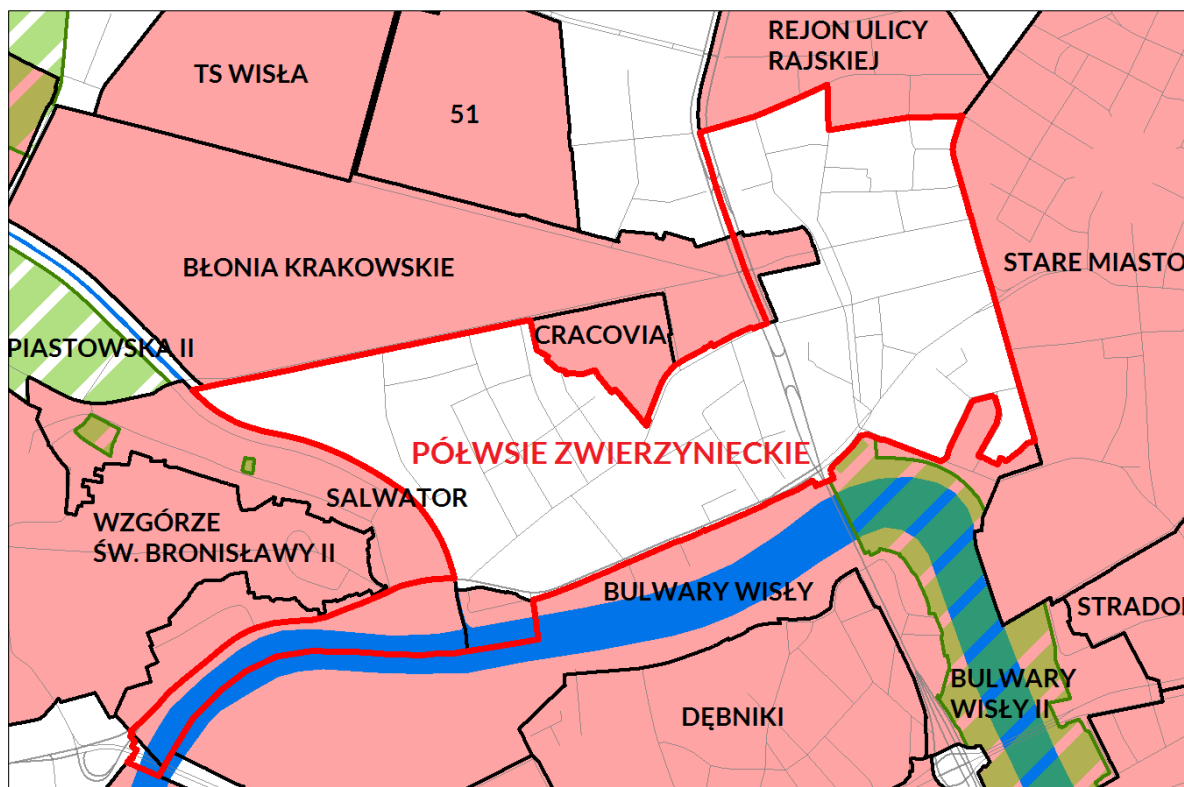 REJON ULICY
RAJSKIEJ
TS WISŁA
51
BŁONIA KRAKOWSKIE
STARE MIASTO
CRACOVIA
PIASTOWSKA II
PÓŁWSIE ZWIERZYNIECKIE
SALWATOR
WZGÓRZE
ŚW. BRONISŁAWY II
BULWARY WISŁY
STRADO
BULWARY
WISŁY II
DĘBNIKI